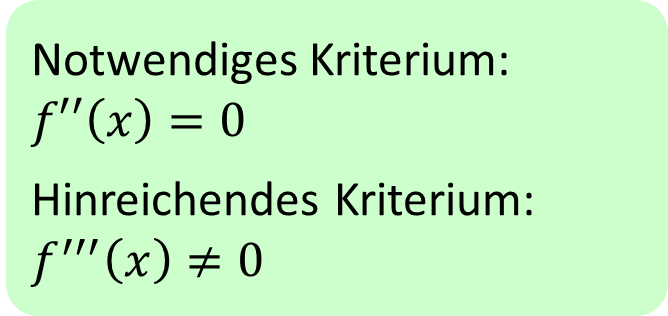 Notwendiges Kriterium:
f''(x) = 0
Hinreichendes Kriterium:
f'''(x) ≠ 0